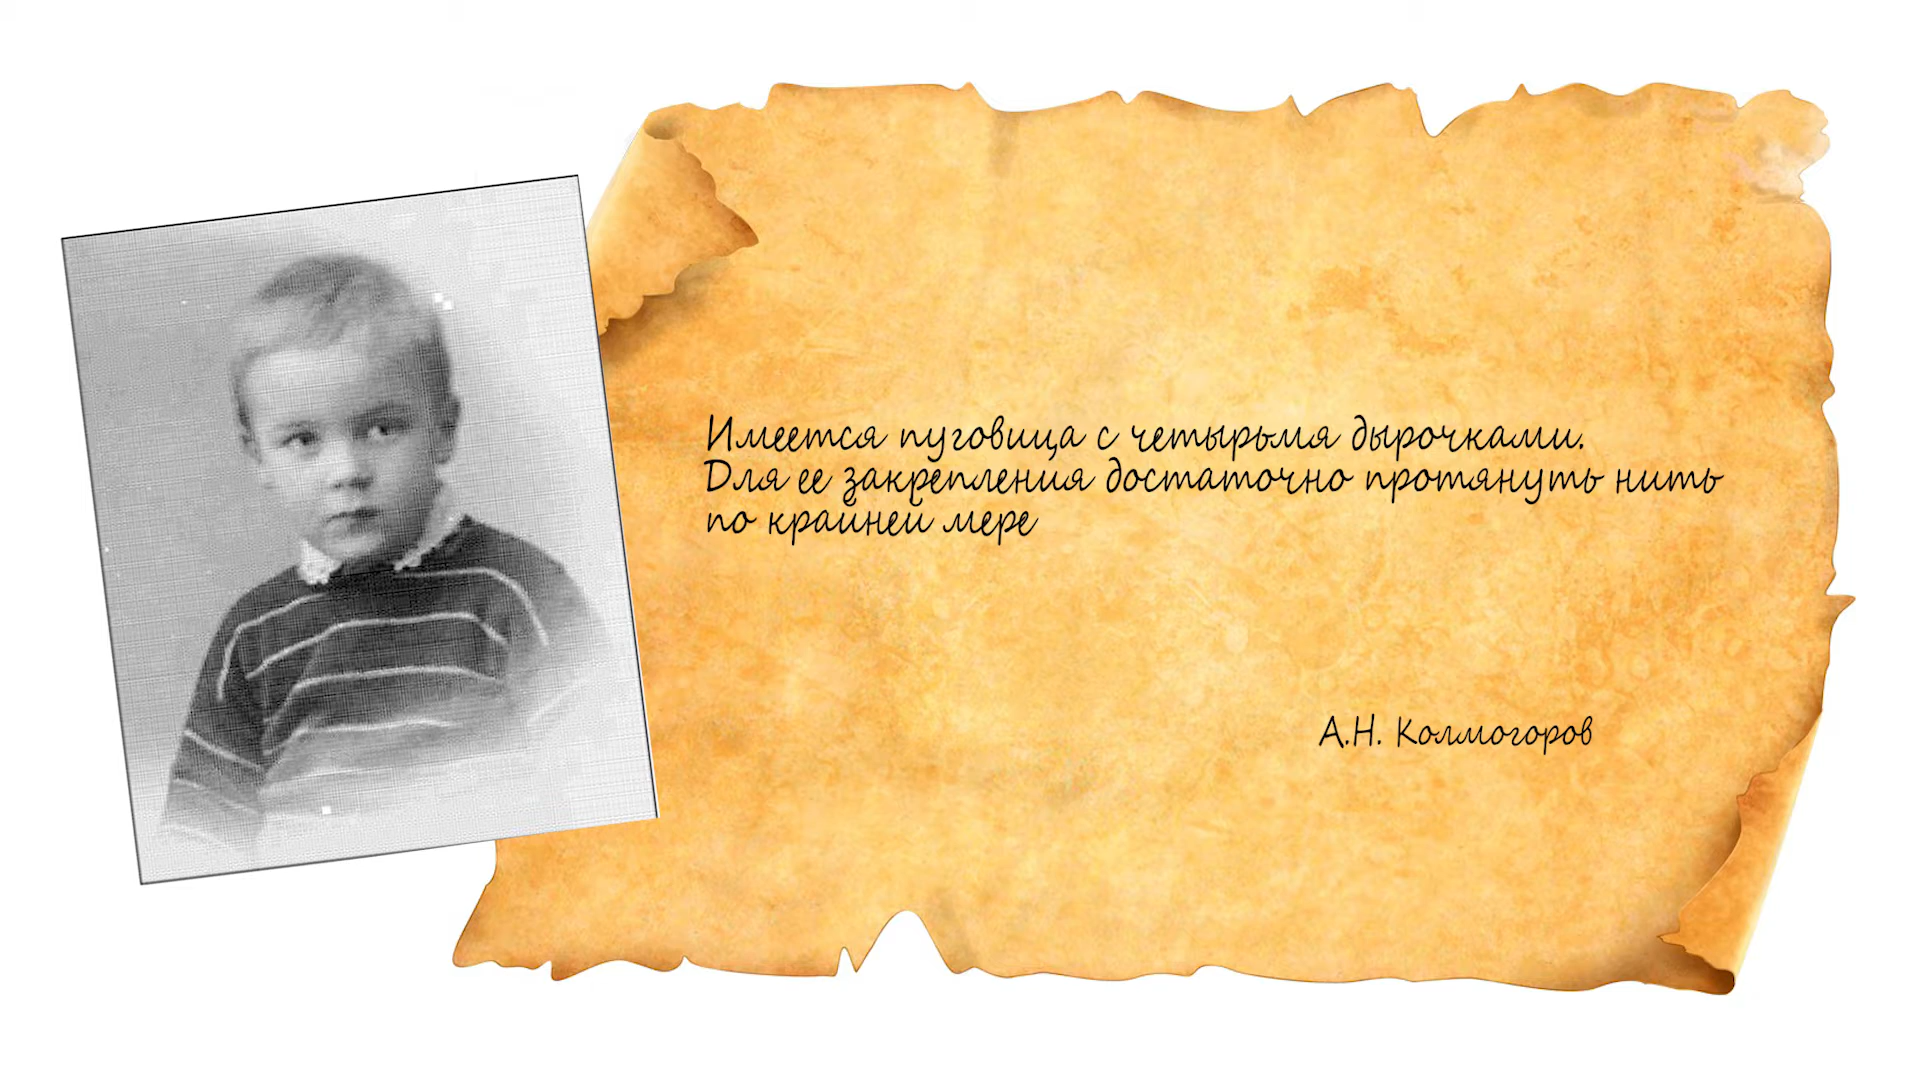 Имеется пуговица с четырьмя дырочками.
Для ее закрепления достаточно протянуть нить
по крайней мере
А.Н. Колмогоров